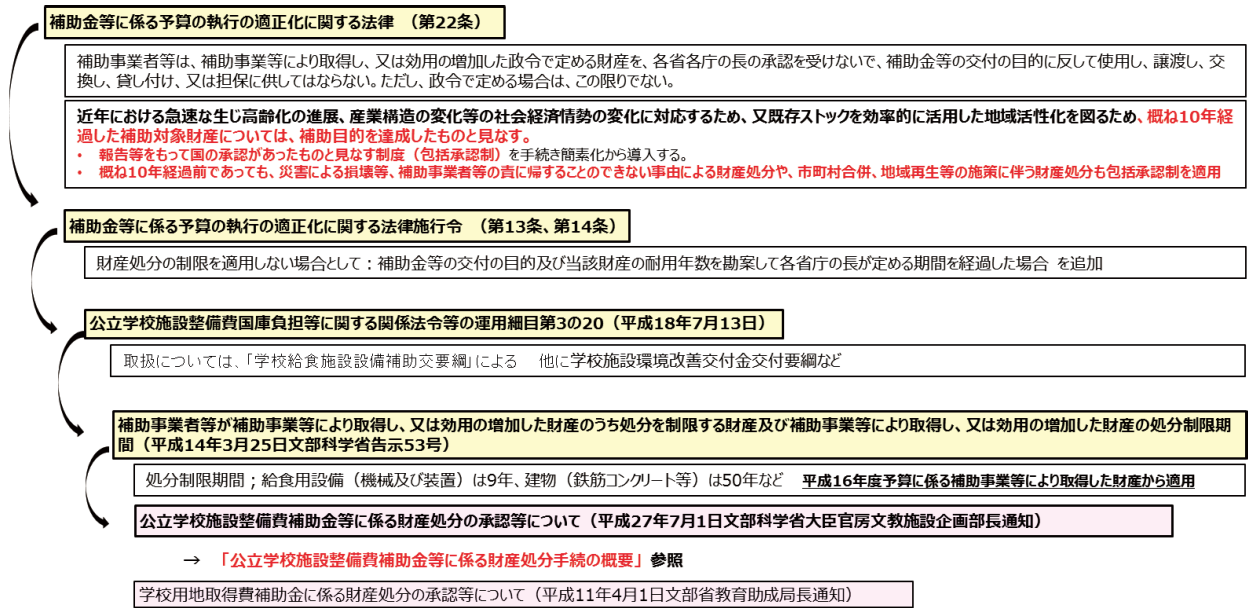 補助金等に係る予算の執行の適正化に関する法律　（第22条）
補助事業者等は、補助事業等により取得し、又は効用の増加した政令で定める財産を、各省各庁の長の承認を受けないで、補助金等の交付の目的に反して使用し、譲渡し、交
換し、貸し付け、又は担保に供してはならない。ただし、政令で定める場合は、この限りでない。
近年における急速な生じ高齢化の進展、産業構造の変化等の社会経済情勢の変化に対応するため、又既存ストックを効率的に活用した地域活性化を図るため、概ね10年経
過した補助対象財産については、補助目的を達成したものと見なす。
• 報告等をもって国の承認があったものと見なす制度（包括承認制）を手続き簡素化から導入する。
• 概ね10年経過前であっても、災害による損壊等、補助事業者等の責に帰することのできない事由による財産処分や、市町村合併、地域再生等の施策に伴う財産処分も包括承認制を適用
補助金等に係る予算の執行の適正化に関する法律施行令　（第13条、第14条）
財産処分の制限を適用しない場合として：補助金等の交付の目的及び当該財産の耐用年数を勘案して各省庁の長が定める期間を経過した場合 を追加
公立学校施設整備費国庫負担等に関する関係法令等の運用細目第3の20（平成18年7月13日）
取扱については、「学校給食施設設備補助交要綱」による　他に学校施設環境改善交付金交付要綱など
補助事業者等が補助事業等により取得し、又は効用の増加した財産のうち処分を制限する財産及び補助事業等により取得し、又は効用の増加した財産の処分制限期
間（平成14年3月25日文部科学省告示53号）
処分制限期間；給食用設備（機械及び装置）は9年、建物（鉄筋コンクリート等）は50年など　平成16年度予算に係る補助事業等により取得した財産から適用
公立学校施設整備費補助金等に係る財産処分の承認等について（平成27年7月1日文部科学省大臣官房文教施設企画部長通知）
→　「公立学校施設整備費補助金等に係る財産処分手続の概要」参照
学校用地取得費補助金に係る財産処分の承認等について（平成11年4月1日文部省教育助成局長通知）